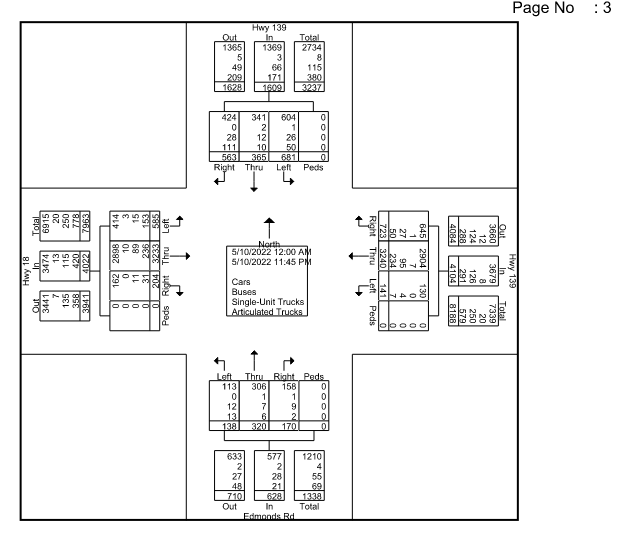 Page No : 3
Hwy 139
Out In Total
1365 1369 2734
5 3 8
49 66 115
209 171 380
1628 1609 3237
424 341 604 0
0 2 1 0
28 12 26 0
111 10 50 0
563 365 681 0
Right Thru Left Peds
Hwy 18
Total 6915 20 250 778 7963
In 3474 13 115 420 4022
Out 3441 7 135 358 3941
414 3 15 153 585 Left
2898 10 89 236 3233 Thru
162 0 11 31 204 Right
0 0 0 0 0 Peds
North
5/10/2022 12:00 AM
5/10/2022 11:45 PM
Cars
Buses
Single-Unit Trucks
Articulated Trucks
Right 723 50 27 1 645
Thru 3240 234 95 7 2904
Left 141 7 4 0 130
Peds 0 0 0 0 0
Hwy 139
4084 288 124 12 3660 Out
4104 291 126 8 3679 In
8188 579 250 20 7339 Total
Left Thru Right Peds
113 306 158 0
0 1 1 0
12 7 9 0
13 6 2 0
138 320 170 0
633 577 1210
2 2 4
27 28 55
48 21 69
710 628 1338
Out In Total
Edmonds Rd